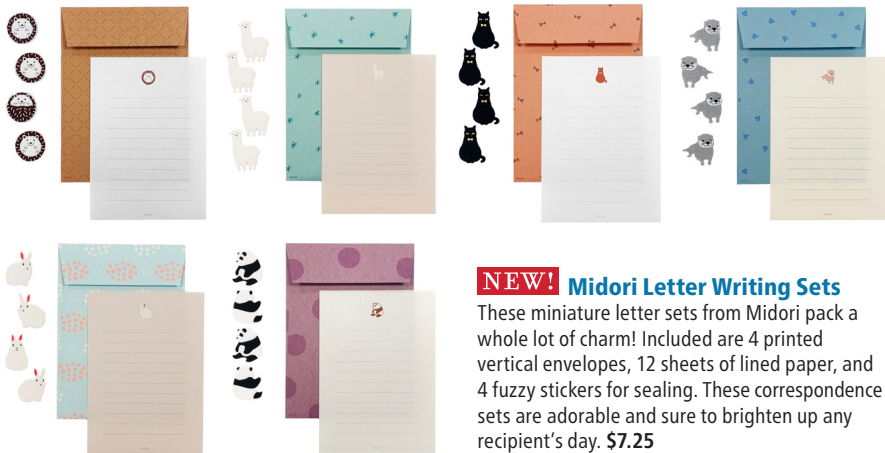 NEW! Midori Letter Writing Sets
These miniature letter sets from Midori pack a
whole lot of charm! Included are 4 printed
vertical envelopes, 12 sheets of lined paper, and
4 fuzzy stickers for sealing. These correspondence
sets are adorable and sure to brighten up any
recipient’s day. $7.25